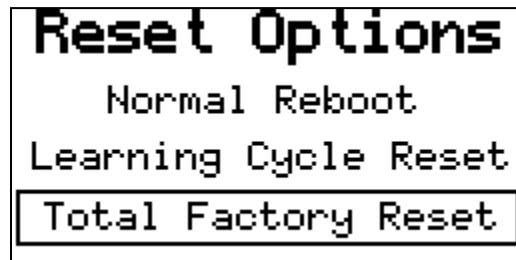 Reset Options
Normal Reboot
Learning Cycle Reset
Total Factory Reset